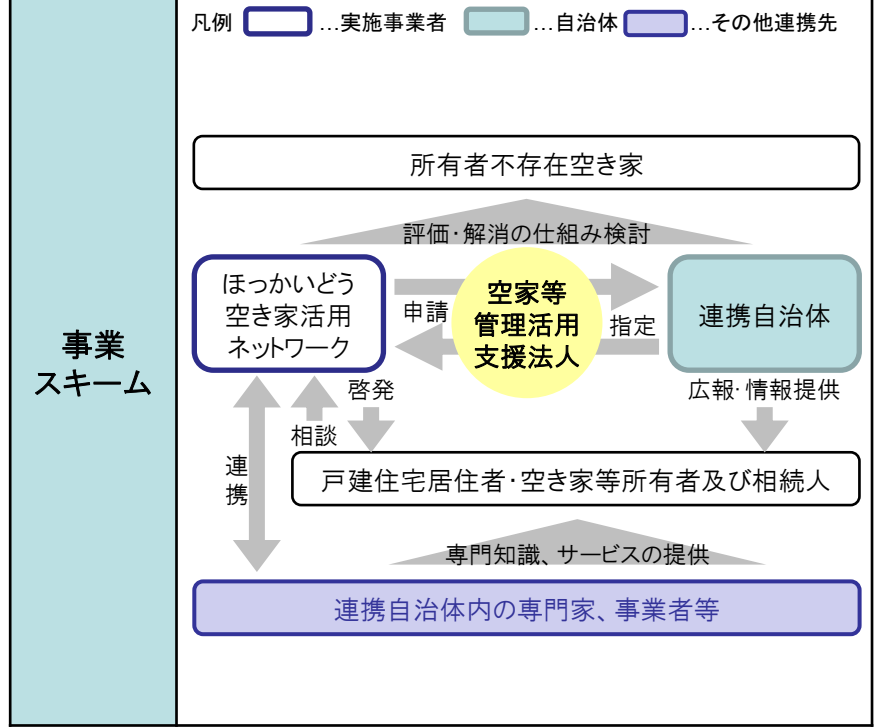 凡例 …実施事業者 …自治体 …その他連携先
事業
スキーム
所有者不存在空き家
評価・解消の仕組み検討
ほっかいどう
空き家活用
ネットワーク
申請
空家等
管理活用
支援法人
指定
連携自治体
啓発
広報・情報提供
相談
連
携
戸建住宅居住者・空き家等所有者及び相続人
専門知識、サービスの提供
連携自治体内の専門家、事業者等